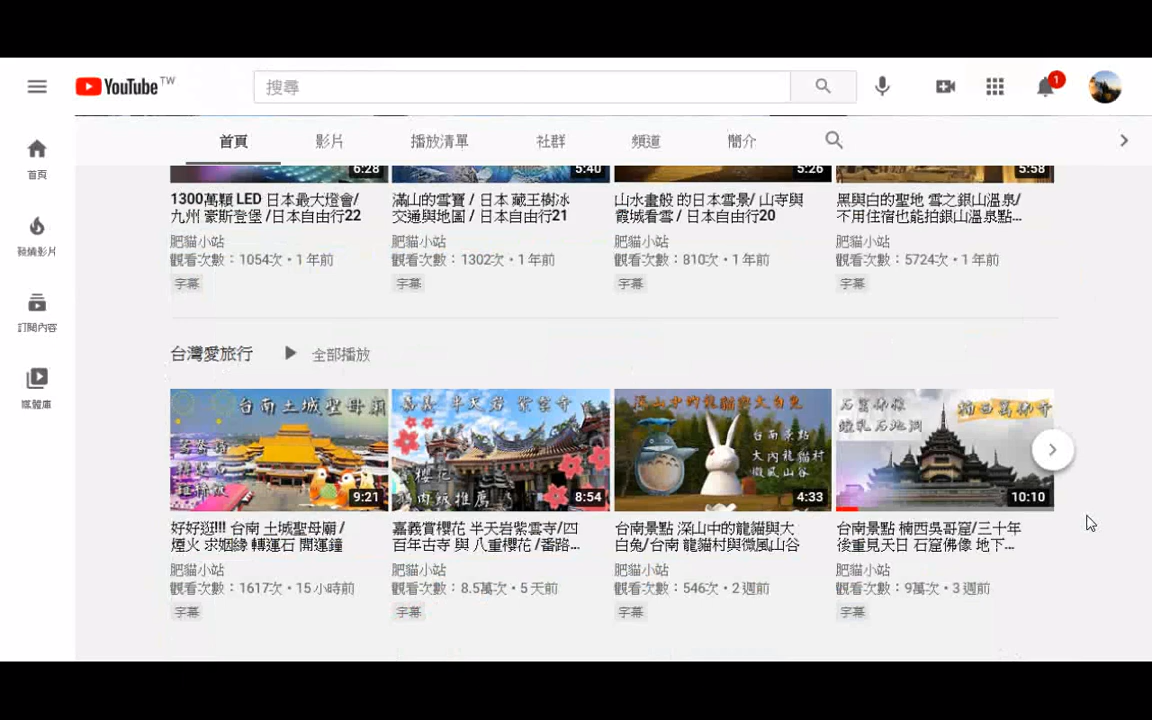 YouTube TW
搜尋
1
首頁
影片
播放清單
社群
頻道
簡介
首頁
發燒影片
訂閱內容
媒體庫
6:28
5:40
5:26
5:58
1300萬顆 LED 日本最大燈會/
九州 豪斯登堡 /日本自由行22
肥貓小站
觀看次數：1054次・1 年前
字幕
滿山的雪寶 / 日本 藏王樹冰
交通與地圖 / 日本自由行21
肥貓小站
觀看次數：1302次・1 年前
字幕
山水畫般 的日本雪景/ 山寺與
霞城看雪 / 日本自由行20
肥貓小站
觀看次數：810次・1 年前
字幕
黑與白的聖地 雪之銀山溫泉/
不用住宿也能拍銀山溫泉點...
肥貓小站
觀看次數：5724次・1 年前
字幕
台灣愛旅行
全部播放
台南土城聖母廟
9:21
好好逛!!! 台南 土城聖母廟 /
煙火 求姻緣 轉運石 開運鐘
肥貓小站
觀看次數：1617次・15 小時前
字幕
嘉義 半天岩 紫雲寺
櫻花
雞肉飯推薦
8:54
嘉義賞櫻花 半天岩紫雲寺/四
百年古寺 與 八重櫻花 /番路...
肥貓小站
觀看次數：8.5萬次・5 天前
字幕
深山中的龍貓與大白兔
台南景點
大內龍貓村
微風山谷
4:33
台南景點 深山中的龍貓與大
白兔/台南 龍貓村與微風山谷
肥貓小站
觀看次數：546次・2 週前
字幕
石窟佛像
鐘乳石地洞
楠西萬佛寺
10:10
台南景點 楠西吳哥窟/三十年
後重見天日 石窟佛像 地下...
肥貓小站
觀看次數：9萬次・3 週前
字幕